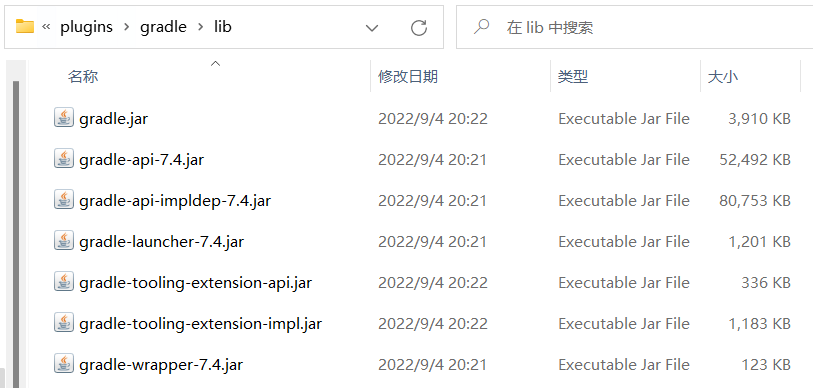 « plugins › gradle › lib 在 lib 中搜索
名称 修改日期 类型 大小
gradle.jar 2022/9/4 20:22 Executable Jar File 3,910 KB
gradle-api-7.4.jar 2022/9/4 20:21 Executable Jar File 52,492 KB
gradle-api-impldep-7.4.jar 2022/9/4 20:21 Executable Jar File 80,753 KB
gradle-launcher-7.4.jar 2022/9/4 20:21 Executable Jar File 1,201 KB
gradle-tooling-extension-api.jar 2022/9/4 20:22 Executable Jar File 336 KB
gradle-tooling-extension-impl.jar 2022/9/4 20:22 Executable Jar File 1,183 KB
gradle-wrapper-7.4.jar 2022/9/4 20:21 Executable Jar File 123 KB